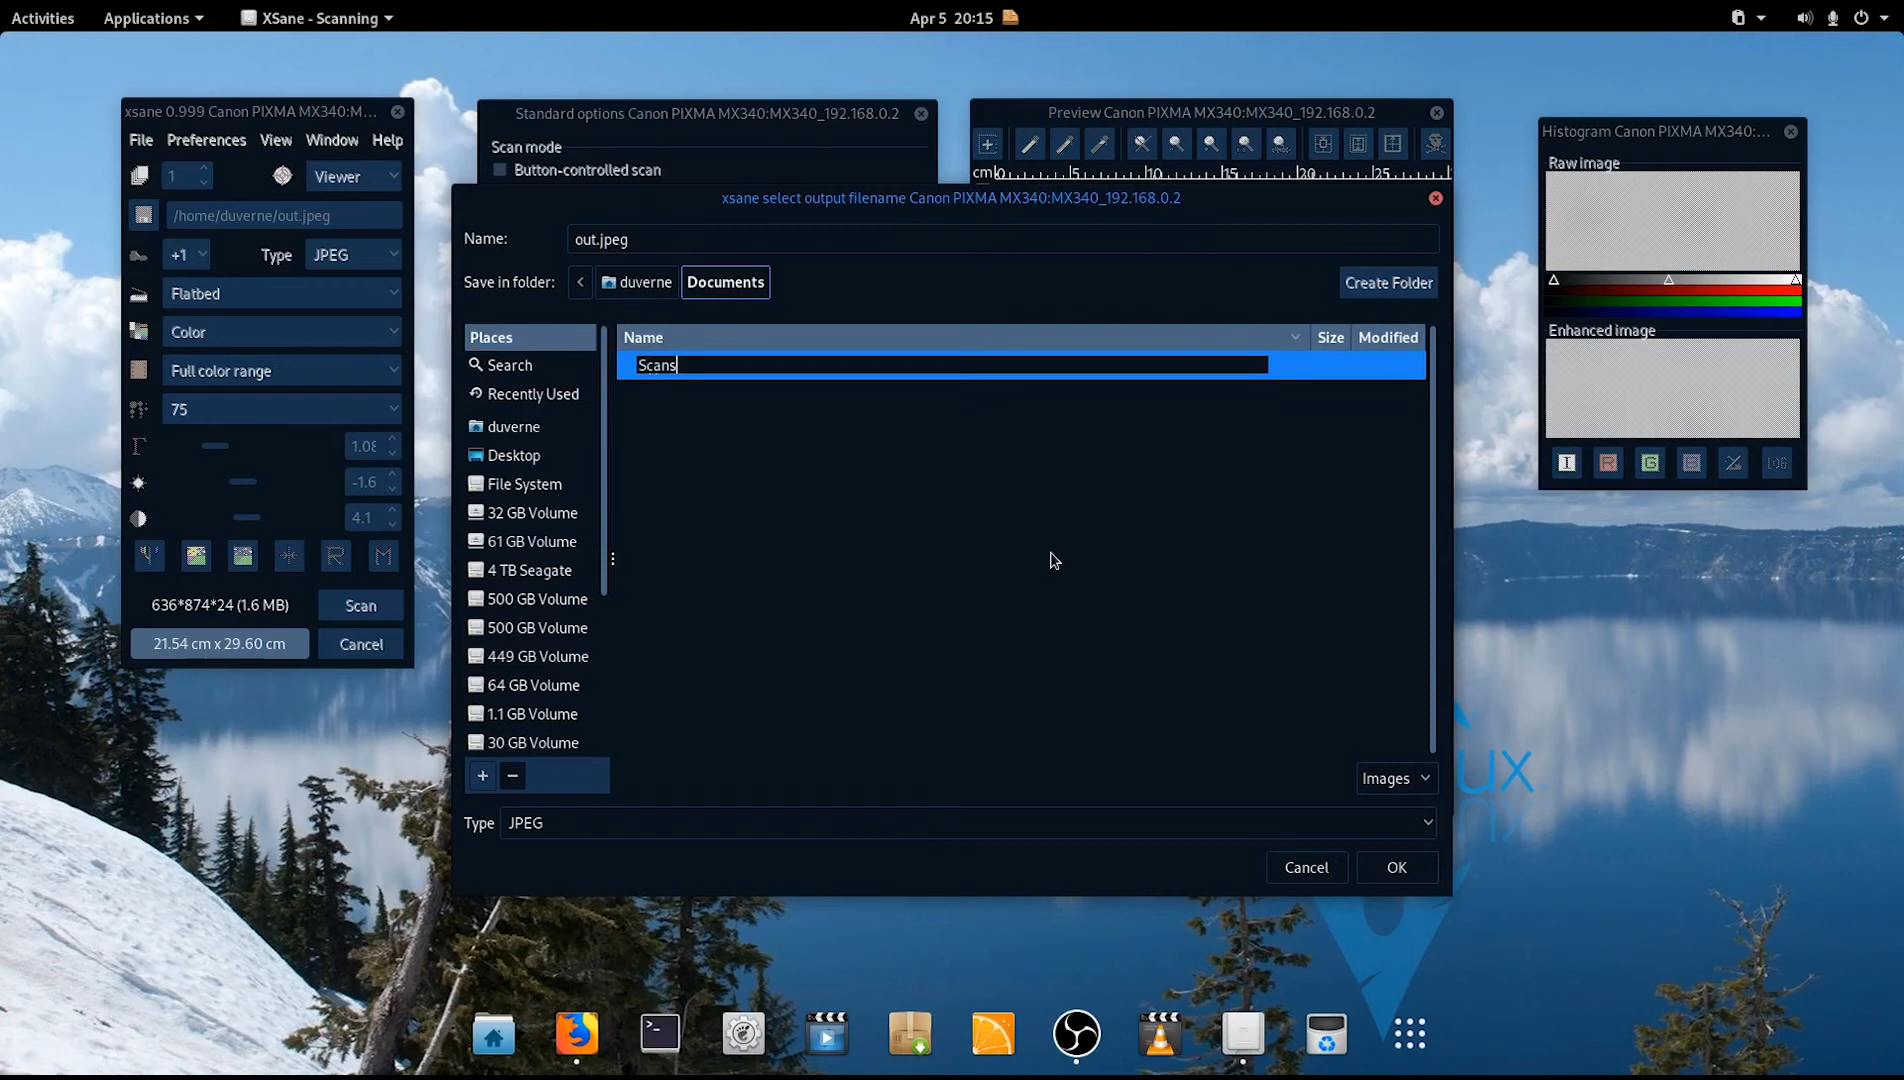 Activities
Applications
XSane - Scanning
Apr 5 20:15
xsane 0.999 Canon PIXMA MX340:M...
File Preferences View Window Help
1
Viewer
/home/duverne/out.jpeg
+1
Type
JPEG
Flatbed
Color
Full color range
75
-1.6
4.1
636*874*24 (1.6 MB)
Scan
21.54 cm x 29.60 cm
Cancel
Standard options Canon PIXMA MX340:MX340_192.168.0.2
Scan mode
Button-controlled scan
Preview Canon PIXMA MX340:MX340_192.168.0.2
cm 0 5 10 15 20 25
xsane select output filename Canon PIXMA MX340:MX340_192.168.0.2
Name:
out.jpeg
Save in folder:
duverne
Documents
Create Folder
Places
Search
Recently Used
duverne
Desktop
File System
32 GB Volume
61 GB Volume
4 TB Seagate
500 GB Volume
500 GB Volume
449 GB Volume
64 GB Volume
1.1 GB Volume
30 GB Volume
Name
Size
Modified
Scans
Images
Type
JPEG
Cancel
OK
Histogram Canon PIXMA MX340:...
Raw image
Enhanced image
I
R
G
B
ux